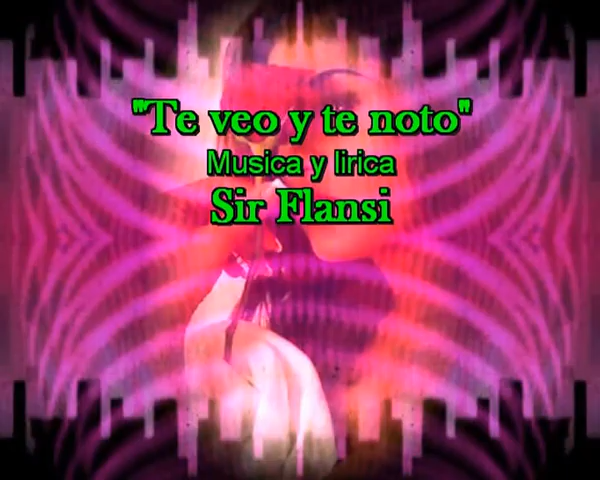 "Te veo y te noto"
Musica y lirica
Sir Flansi